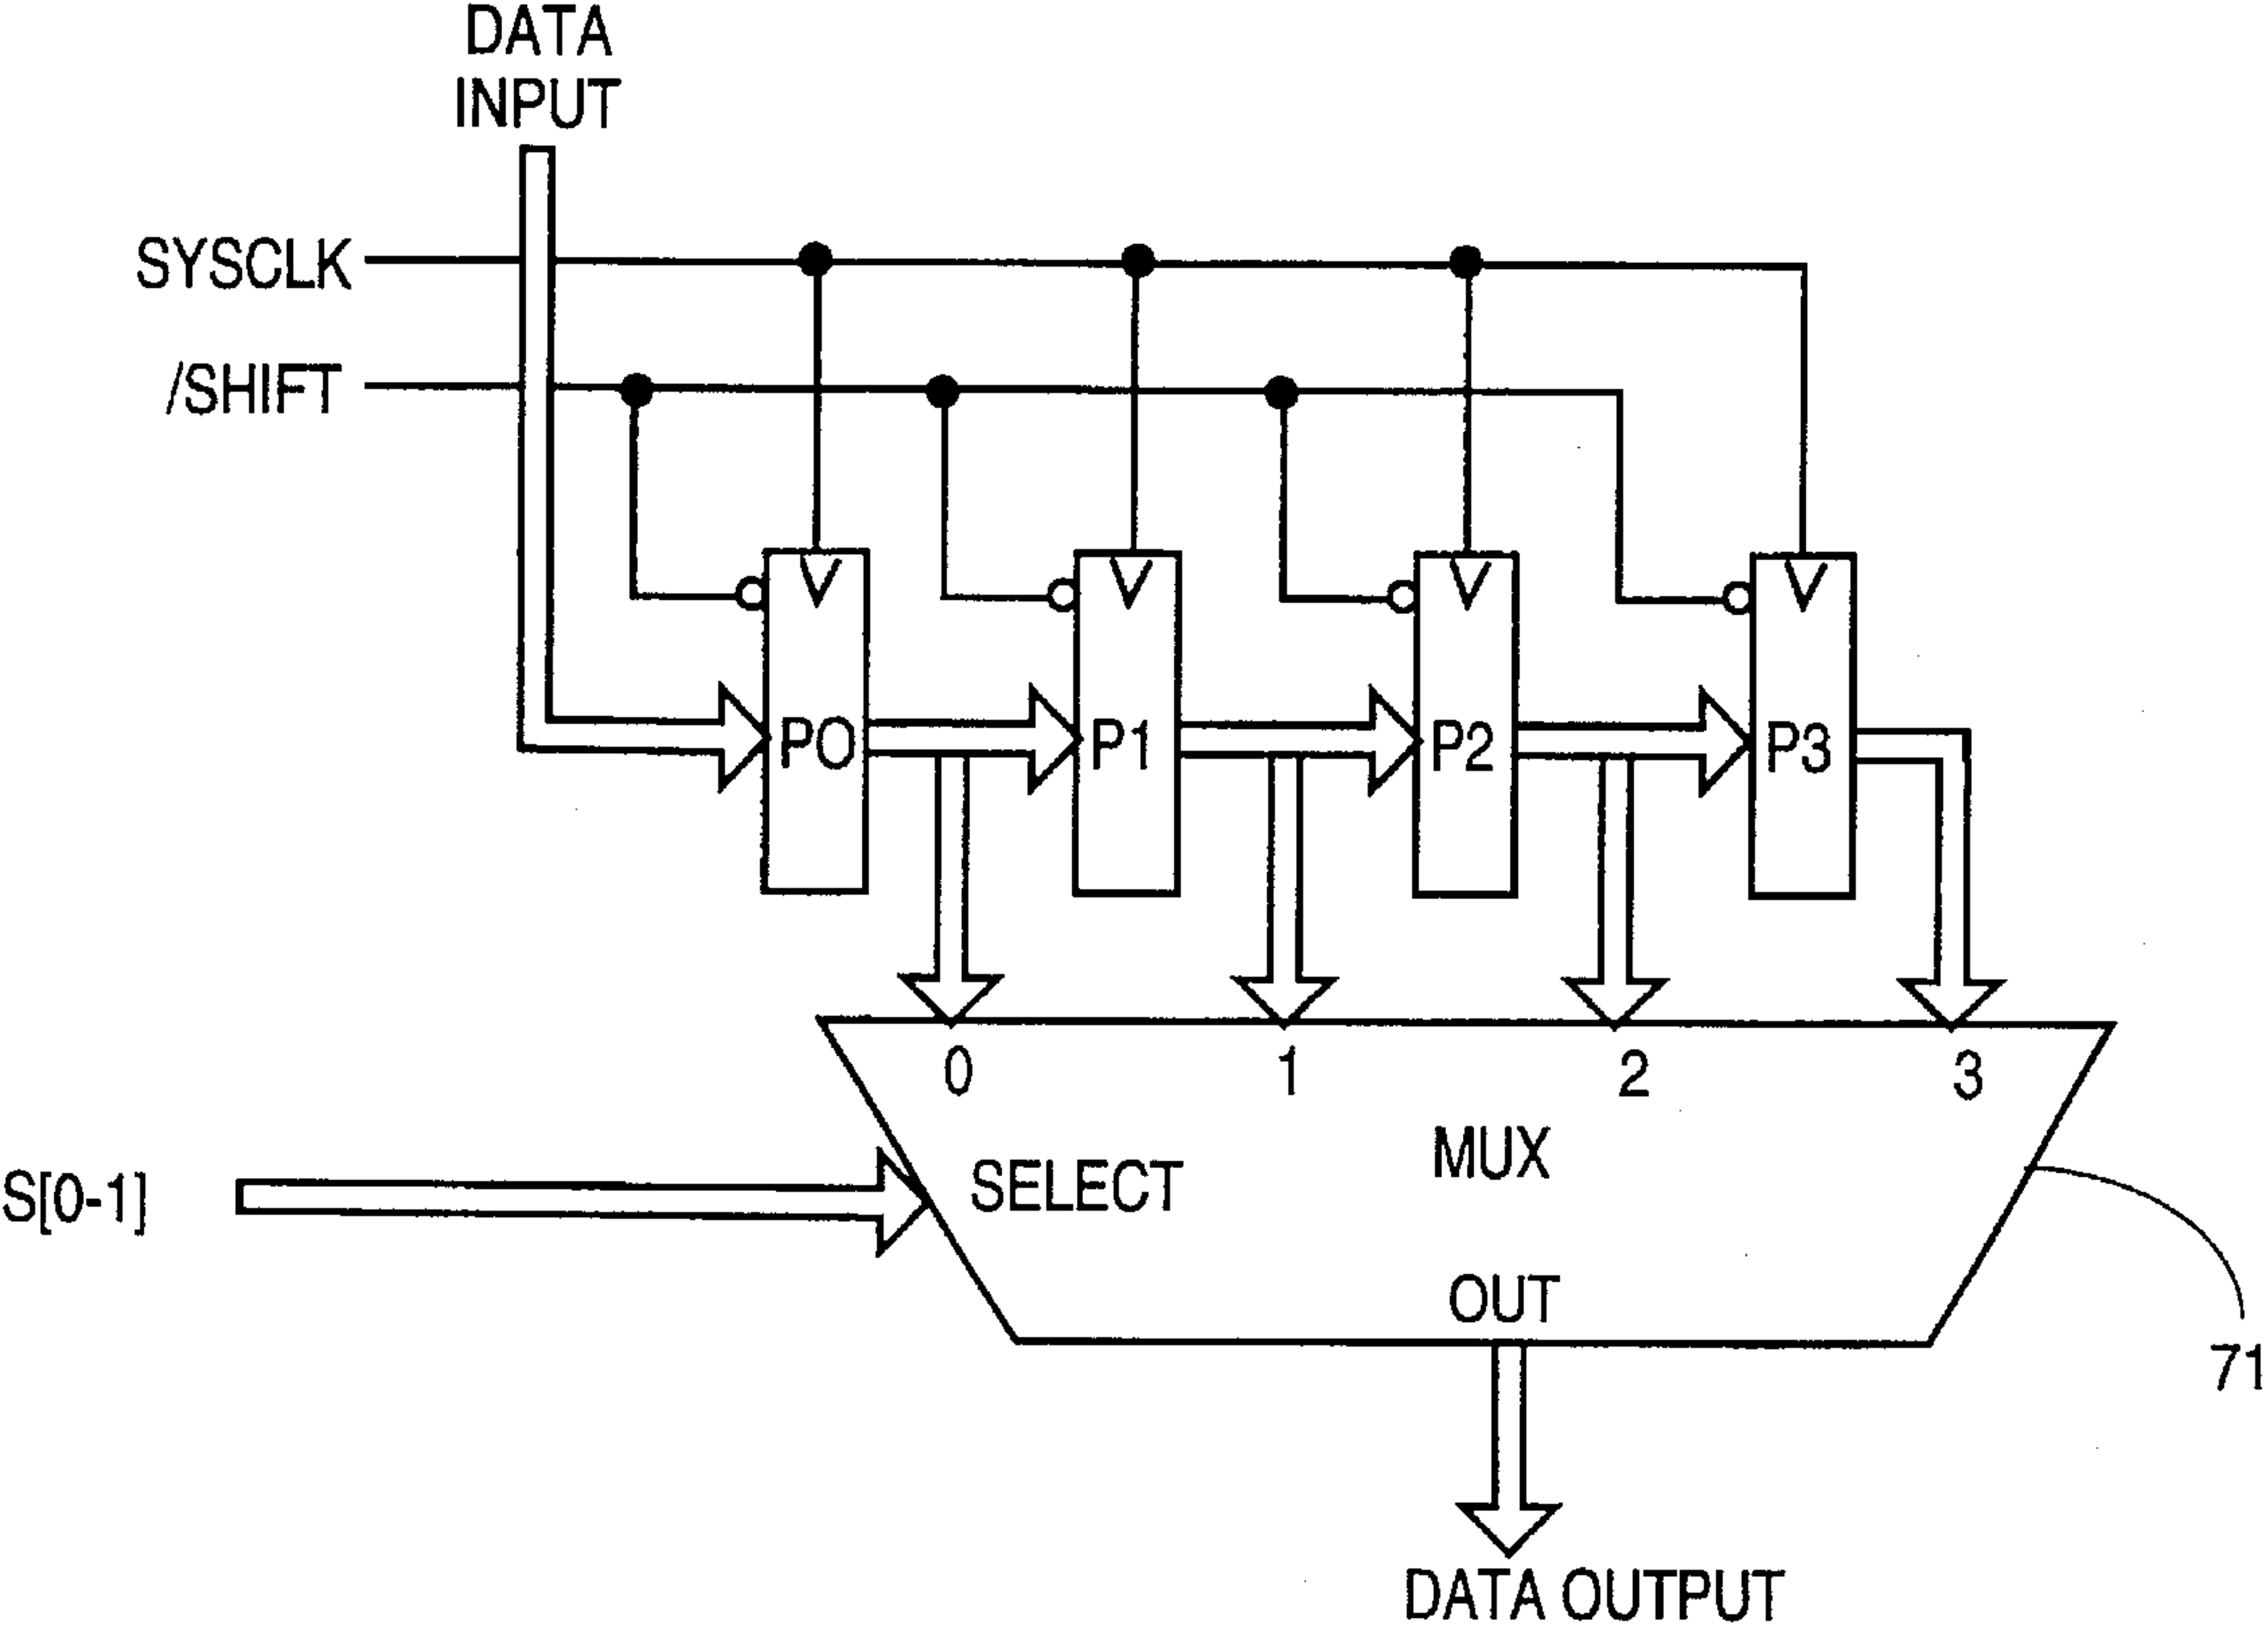 DATA
INPUT
SYSCLK
/SHIFT
P0 P1 P2 P3
0 1 2 3
MUX
S[0-1]
SELECT
OUT
71
DATA OUTPUT